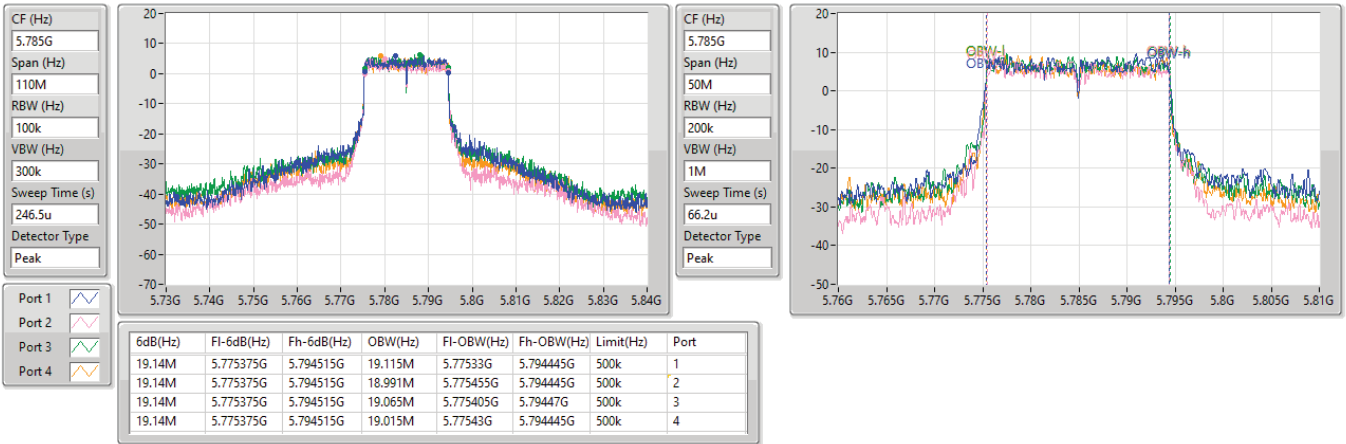 CF (Hz)
5.785G
Span (Hz)
110M
RBW (Hz)
100k
VBW (Hz)
300k
Sweep Time (s)
246.5u
Detector Type
Peak
20
10
0
-10
-20
-30
-40
-50
-60
-70
5.73G 5.74G 5.75G 5.76G 5.77G 5.78G 5.79G 5.8G 5.81G 5.82G 5.83G 5.84G
CF (Hz)
5.785G
Span (Hz)
50M
RBW (Hz)
200k
VBW (Hz)
1M
Sweep Time (s)
66.2u
Detector Type
Peak
20
10
0
-10
-20
-30
-40
-50
OBW-l
OBW-h
OBW
5.76G 5.765G 5.77G 5.775G 5.78G 5.785G 5.79G 5.795G 5.8G 5.805G 5.81G
Port 1
Port 2
Port 3
Port 4
6dB(Hz) Fl-6dB(Hz) Fh-6dB(Hz) OBW(Hz) Fl-OBW(Hz) Fh-OBW(Hz) Limit(Hz) Port
19.14M 5.775375G 5.794515G 19.115M 5.77533G 5.794445G 500k 1
19.14M 5.775375G 5.794515G 18.991M 5.775455G 5.794445G 500k 2
19.14M 5.775375G 5.794515G 19.065M 5.775405G 5.79447G 500k 3
19.14M 5.775375G 5.794515G 19.015M 5.77543G 5.794445G 500k 4